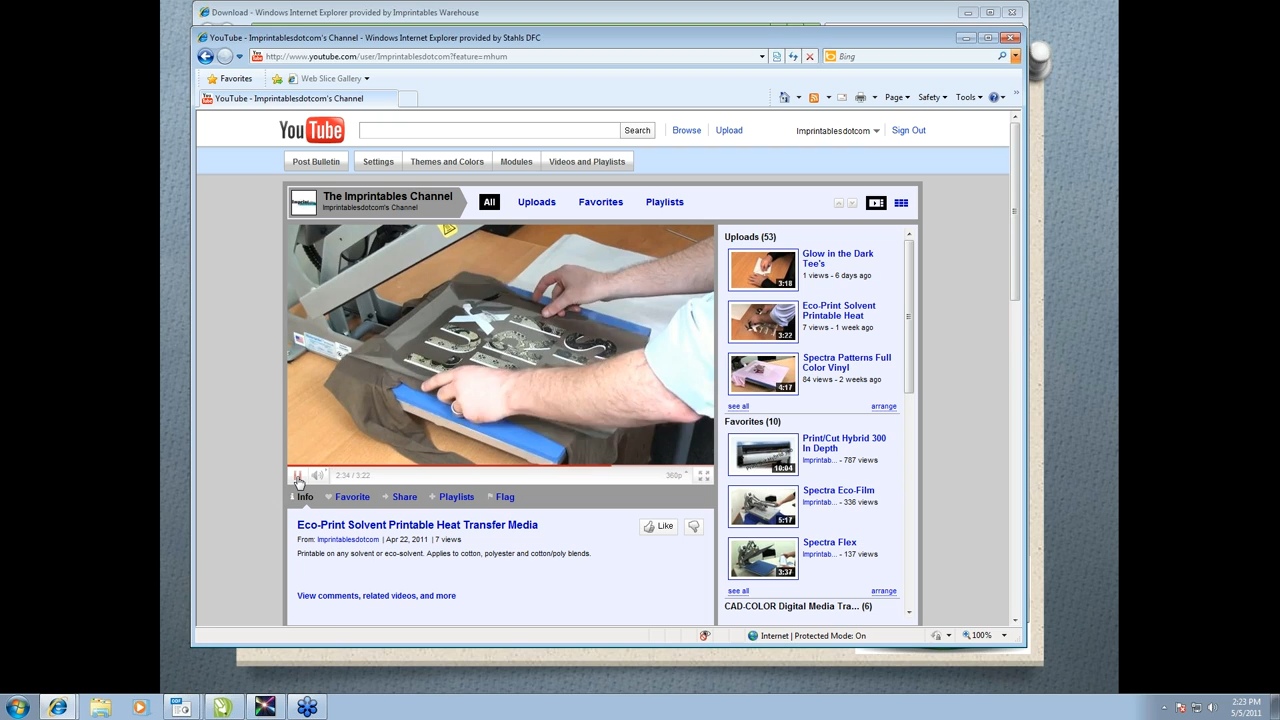 Download - Windows Internet Explorer provided by Imprintables Warehouse
YouTube - Imprintablesdotcom's Channel - Windows Internet Explorer provided by Stahls DFC
http://www.youtube.com/user/Imprintablesdotcom?feature=mhum
Bing
Favorites
Web Slice Gallery
YouTube - Imprintablesdotcom's Channel
Page
Safety
Tools
YouTube
Search
Browse
Upload
Imprintablesdotcom
Sign Out
Post Bulletin
Settings
Themes and Colors
Modules
Videos and Playlists
The Imprintables Channel
Imprintablesdotcom's Channel
All
Uploads
Favorites
Playlists
2:34 / 3:22
360p
Info
Favorite
Share
Playlists
Flag
Eco-Print Solvent Printable Heat Transfer Media
From: Imprintablesdotcom | Apr 22, 2011 | 7 views
Printable on any solvent or eco-solvent. Applies to cotton, polyester and cotton/poly blends.
Like
View comments, related videos, and more
Uploads (53)
3:18
Glow in the Dark
Tee's
1 views - 6 days ago
3:22
Eco-Print Solvent
Printable Heat
7 views - 1 week ago
4:17
Spectra Patterns Full
Color Vinyl
84 views - 2 weeks ago
see all
arrange
Favorites (10)
10:04
Print/Cut Hybrid 300
In Depth
Imprintab... - 787 views
5:17
Spectra Eco-Film
Imprintab... - 336 views
3:37
Spectra Flex
Imprintab... - 137 views
see all
arrange
CAD-COLOR Digital Media Tra... (6)
Internet | Protected Mode: On
100%
2:23 PM
5/5/2011